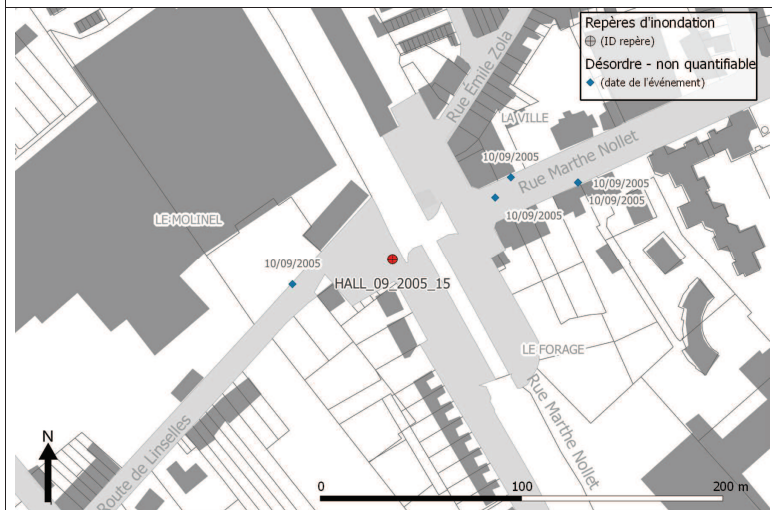 Repères d'inondation
(ID repère)
Désordre - non quantifiable
(date de l'événement)
Rue Émile Zola
LA VILLE
10/09/2005
Rue Marthe Nollet
10/09/2005
10/09/2005
10/09/2005
LE MOLINEL
10/09/2005
HALL_09_2005_15
LE FORAGE
Rue Marthe Nollet
Route de Linselles
N
0
100
200 m